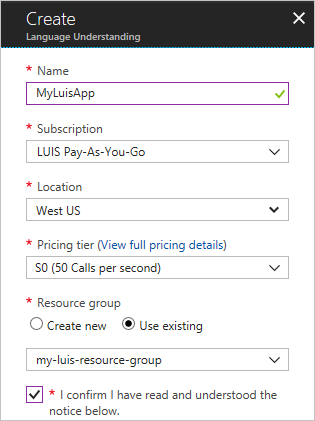 Create
Language Understanding
* Name
MyLuisApp
* Subscription
LUIS Pay-As-You-Go
* Location
West US
* Pricing tier (View full pricing details)
S0 (50 Calls per second)
* Resource group
Create new Use existing
my-luis-resource-group
* I confirm I have read and understood the
notice below.